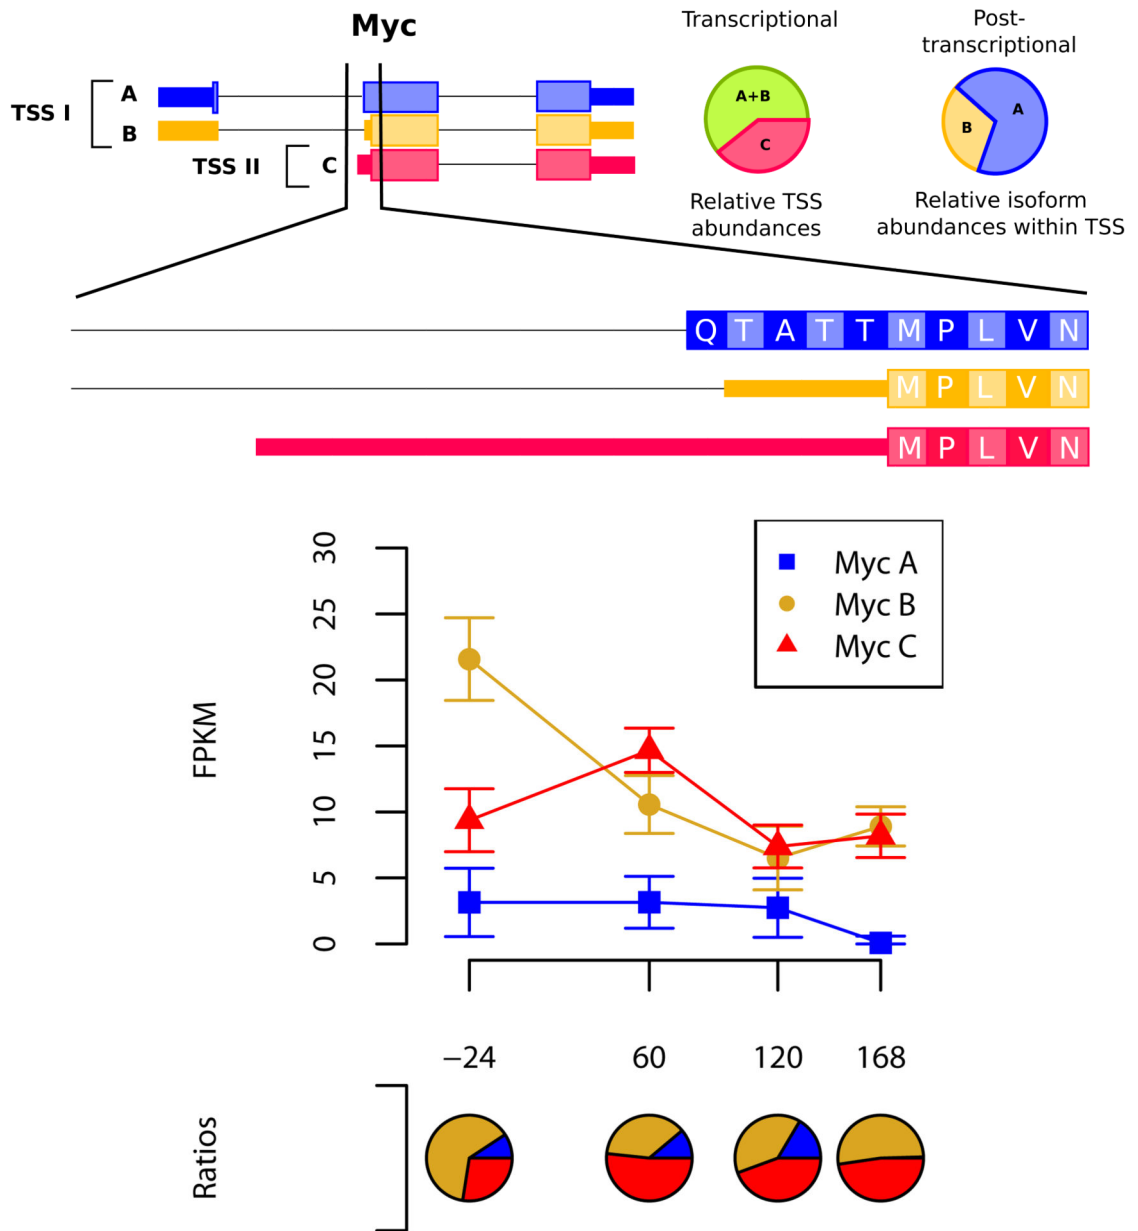 Myc
TSS I
A
B
TSS II
C
Transcriptional
A+B
C
Relative TSS
abundances
Post-
transcriptional
A
B
Relative isoform
abundances within TSS
Q T A T T M P L V N
M P L V N
M P L V N
Myc A
Myc B
Myc C
FPKM
30
25
20
15
10
5
0
−24 60 120 168
Ratios